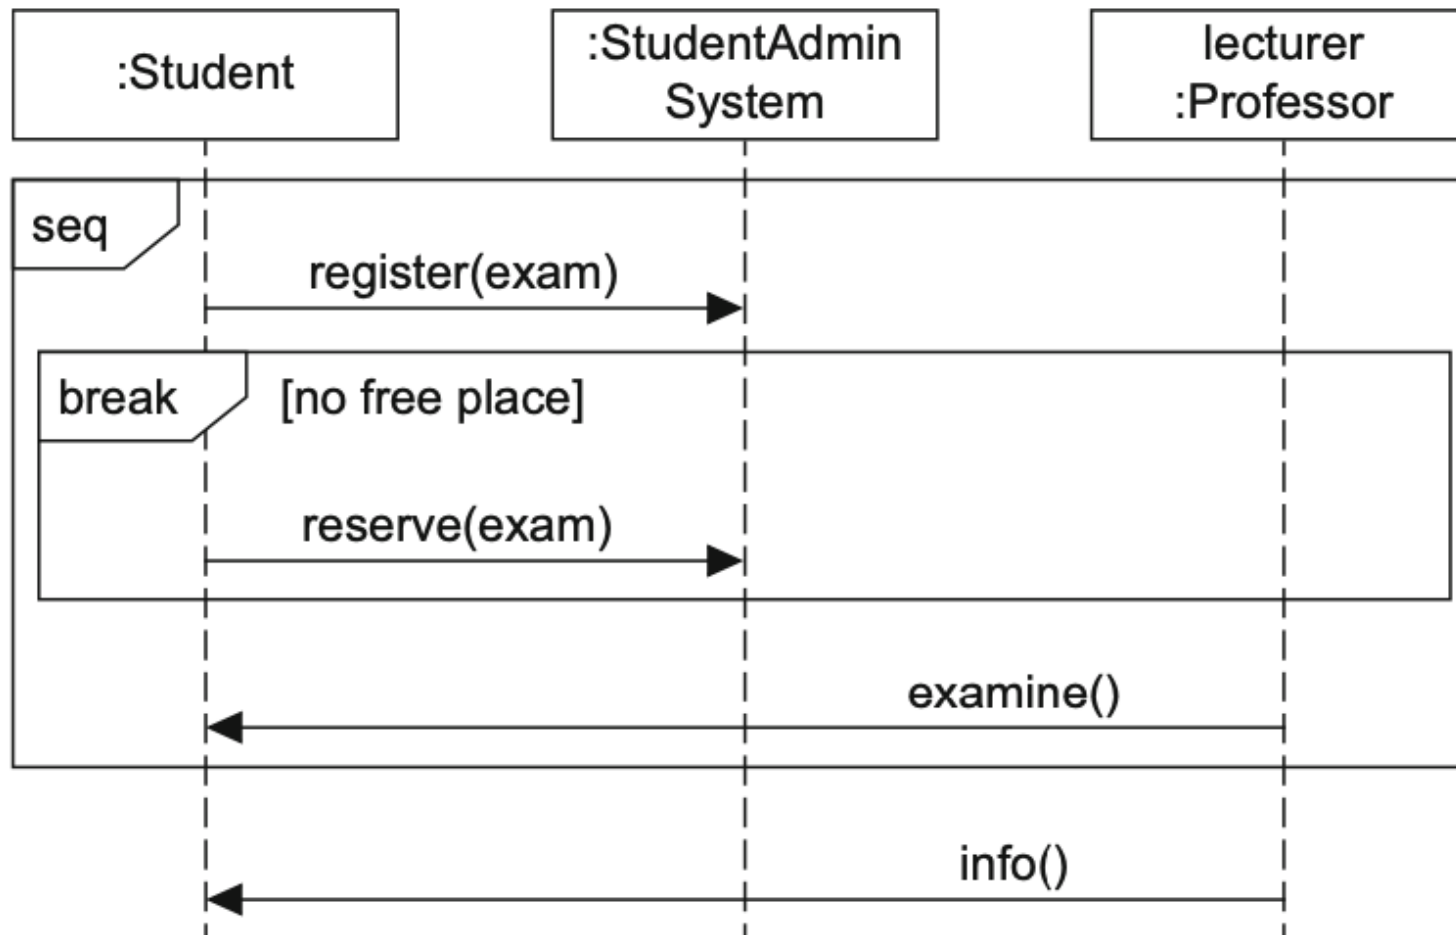 :Student
:StudentAdmin
System
lecturer
:Professor
seq
register(exam)
break
[no free place]
reserve(exam)
examine()
info()